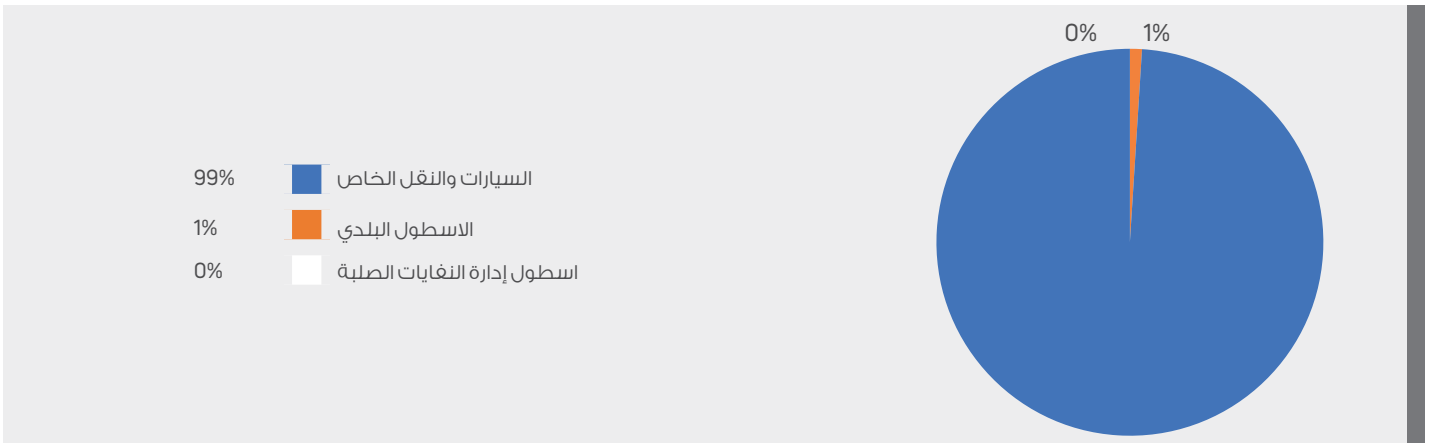 0% 1%
السيارات والنقل الخاص 99%
الاسطول البلدي 1%
اسطول إدارة النفايات الصلبة 0%